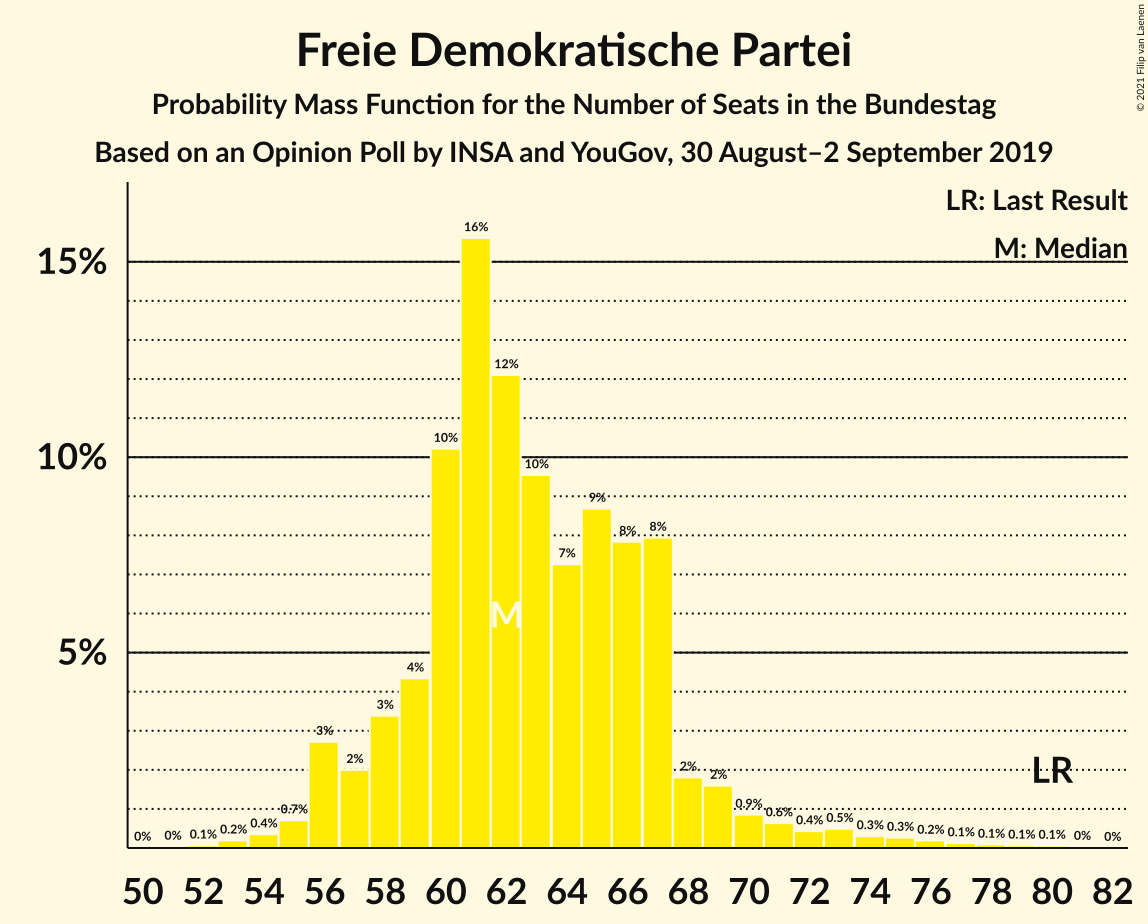 Freie Demokratische Partei
Probability Mass Function for the Number of Seats in the Bundestag
Based on an Opinion Poll by INSA and YouGov, 30 August–2 September 2019
© 2021 Filip van Laenen
LR: Last Result
M: Median
15%
10%
5%
0% 0% 0.1% 0.2% 0.4% 0.7% 3% 2% 3% 4% 10% 16% 12% 10% 7% 9% 8% 8% 2% 2% 0.9% 0.6% 0.4% 0.5% 0.3% 0.3% 0.2% 0.1% 0.1% 0.1% 0.1% 0% 0%
M
LR
50 52 54 56 58 60 62 64 66 68 70 72 74 76 78 80 82